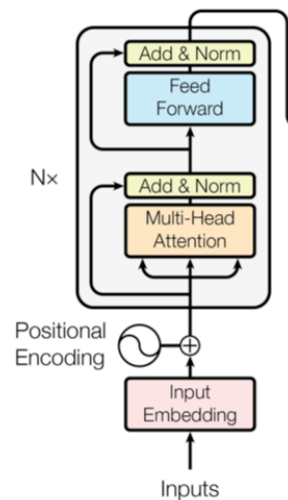 Add & Norm
Feed
Forward
N×
Add & Norm
Multi-Head
Attention
Positional
Encoding
Input
Embedding
Inputs